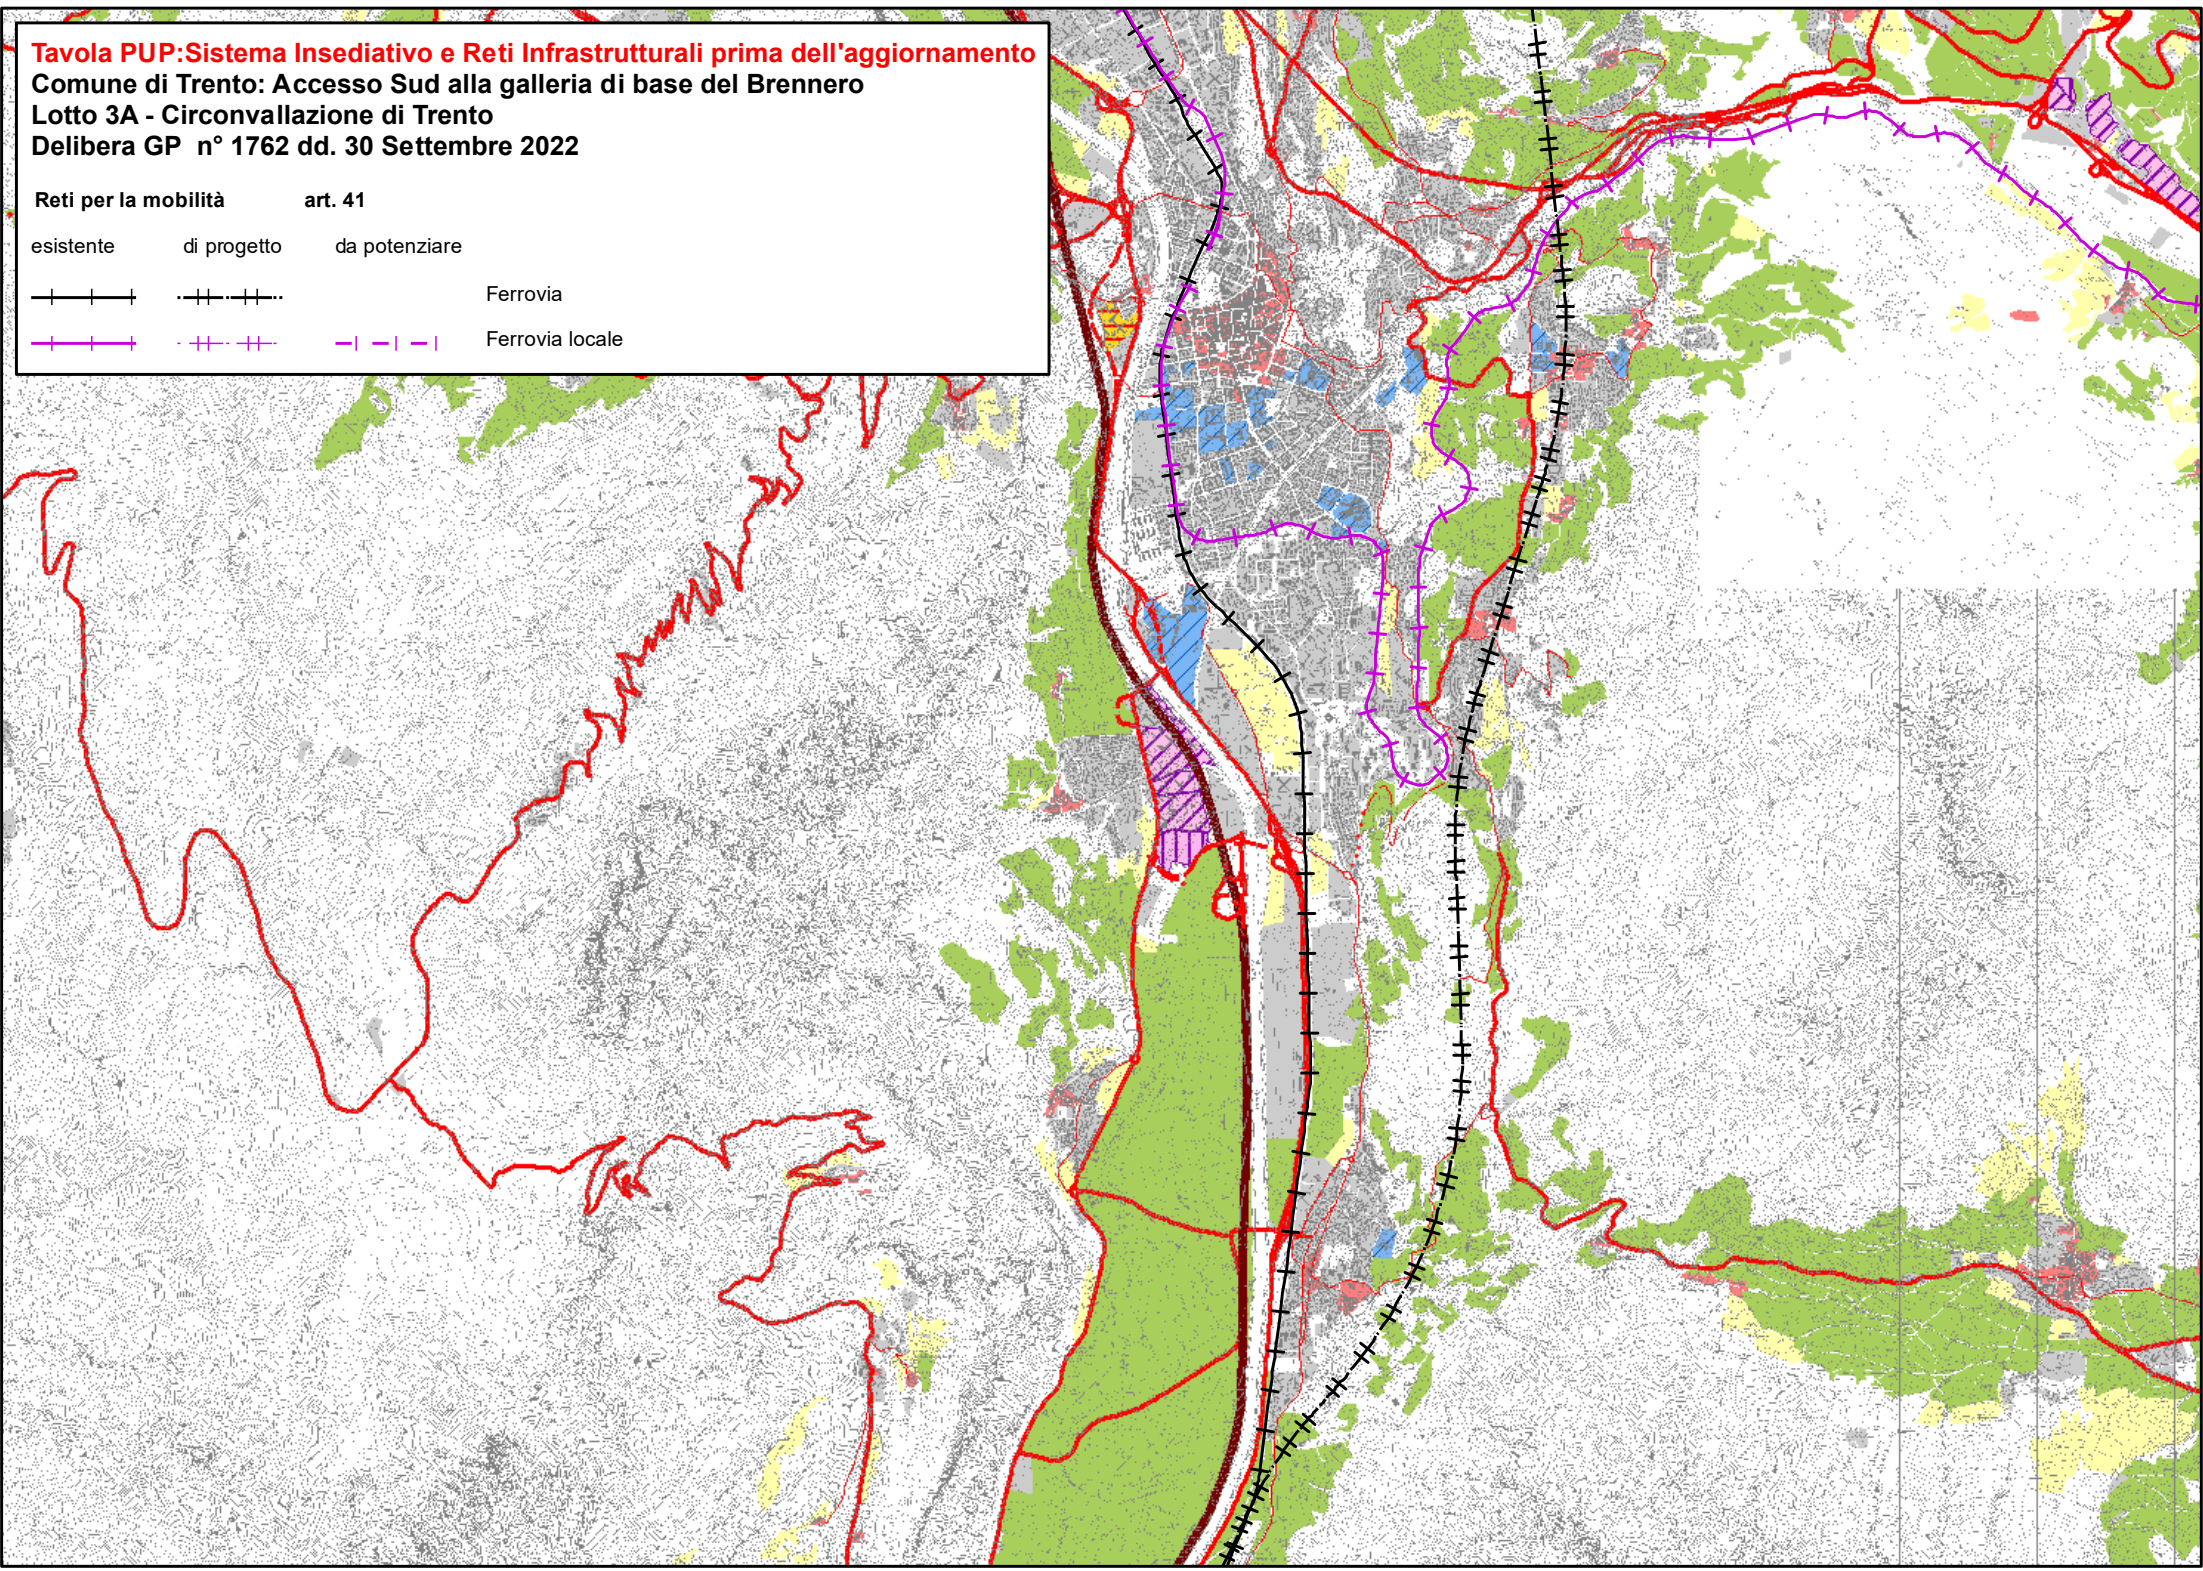 Tavola PUP:Sistema Insediativo e Reti Infrastrutturali prima dell'aggiornamento
Comune di Trento: Accesso Sud alla galleria di base del Brennero
Lotto 3A - Circonvallazione di Trento
Delibera GP n° 1762 dd. 30 Settembre 2022
Reti per la mobilità art. 41
esistente di progetto da potenziare
Ferrovia
Ferrovia locale